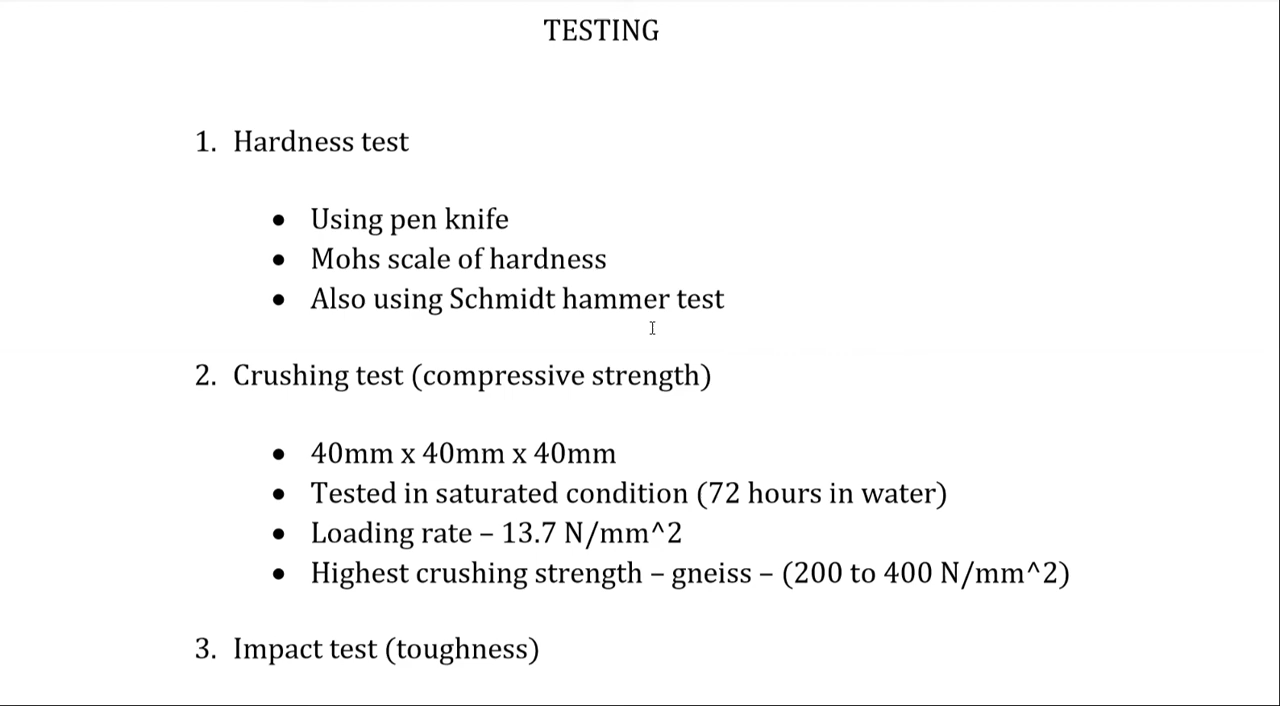 TESTING
1. Hardness test
• Using pen knife
• Mohs scale of hardness
• Also using Schmidt hammer test
2. Crushing test (compressive strength)
• 40mm x 40mm x 40mm
• Tested in saturated condition (72 hours in water)
• Loading rate – 13.7 N/mm^2
• Highest crushing strength – gneiss – (200 to 400 N/mm^2)
3. Impact test (toughness)